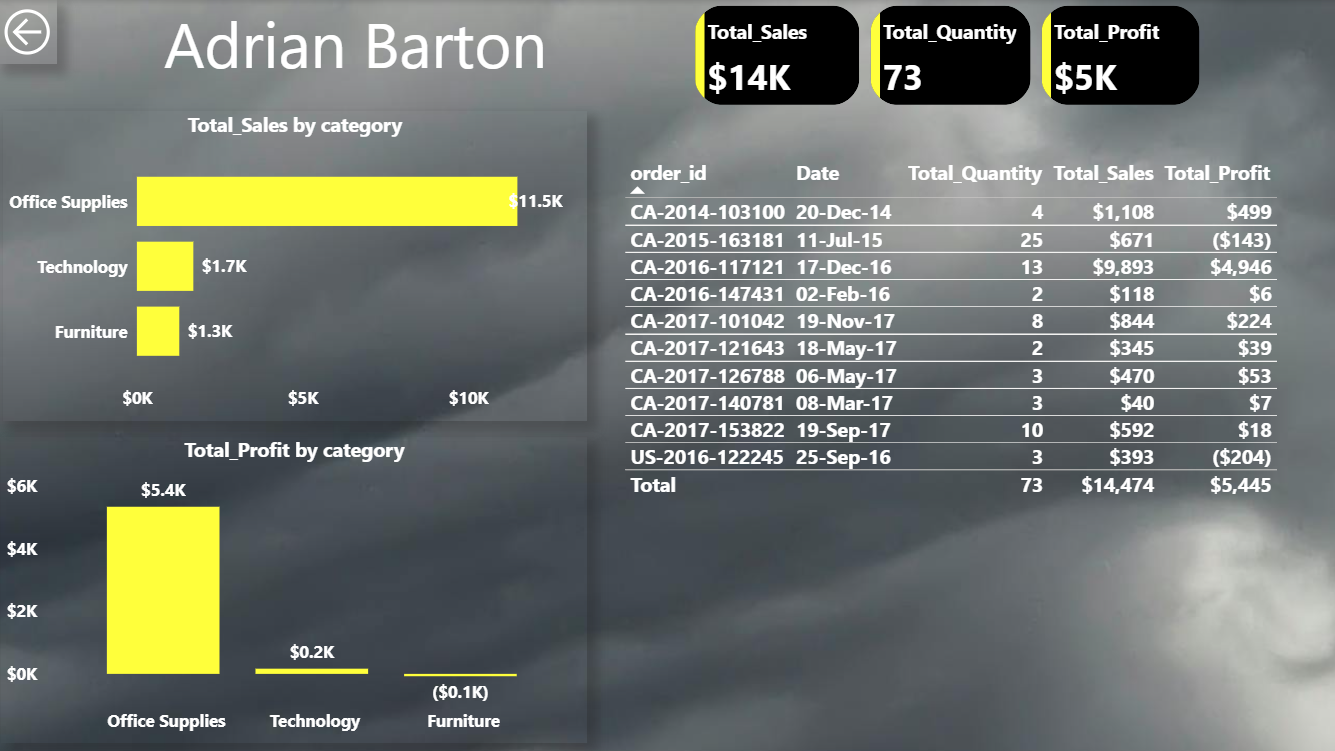 Adrian Barton
Total_Sales
$14K
Total_Quantity
73
Total_Profit
$5K
Total_Sales by category
Office Supplies $11.5K
Technology $1.7K
Furniture $1.3K
$0K $5K $10K
Total_Profit by category
$6K
$4K
$2K
$0K
$5.4K
$0.2K
($0.1K)
Office Supplies Technology Furniture
order_id Date Total_Quantity Total_Sales Total_Profit
CA-2014-103100 20-Dec-14 4 $1,108 $499
CA-2015-163181 11-Jul-15 25 $671 ($143)
CA-2016-117121 17-Dec-16 13 $9,893 $4,946
CA-2016-147431 02-Feb-16 2 $118 $6
CA-2017-101042 19-Nov-17 8 $844 $224
CA-2017-121643 18-May-17 2 $345 $39
CA-2017-126788 06-May-17 3 $470 $53
CA-2017-140781 08-Mar-17 3 $40 $7
CA-2017-153822 19-Sep-17 10 $592 $18
US-2016-122245 25-Sep-16 3 $393 ($204)
Total 73 $14,474 $5,445